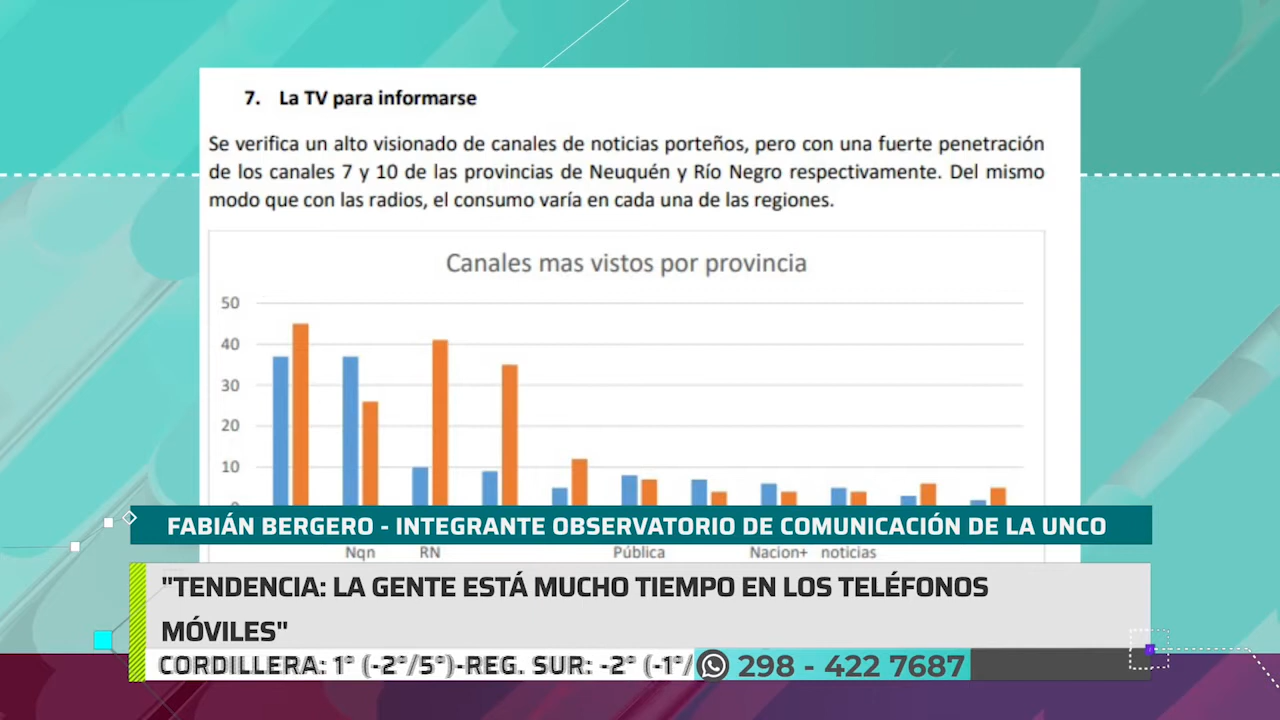 7. La TV para informarse
Se verifica un alto visionado de canales de noticias porteños, pero con una fuerte penetración
de los canales 7 y 10 de las provincias de Neuquén y Río Negro respectivamente. Del mismo
modo que con las radios, el consumo varía en cada una de las regiones.
Canales mas vistos por provincia
50
40
30
20
10
FABIÁN BERGERO - INTEGRANTE OBSERVATORIO DE COMUNICACIÓN DE LA UNCO
Nqn RN Pública Nacion+ noticias
"TENDENCIA: LA GENTE ESTÁ MUCHO TIEMPO EN LOS TELÉFONOS
MÓVILES"
CORDILLERA: 1° (-2°/5°)-REG. SUR: -2° (-1°/ 298 - 422 7687